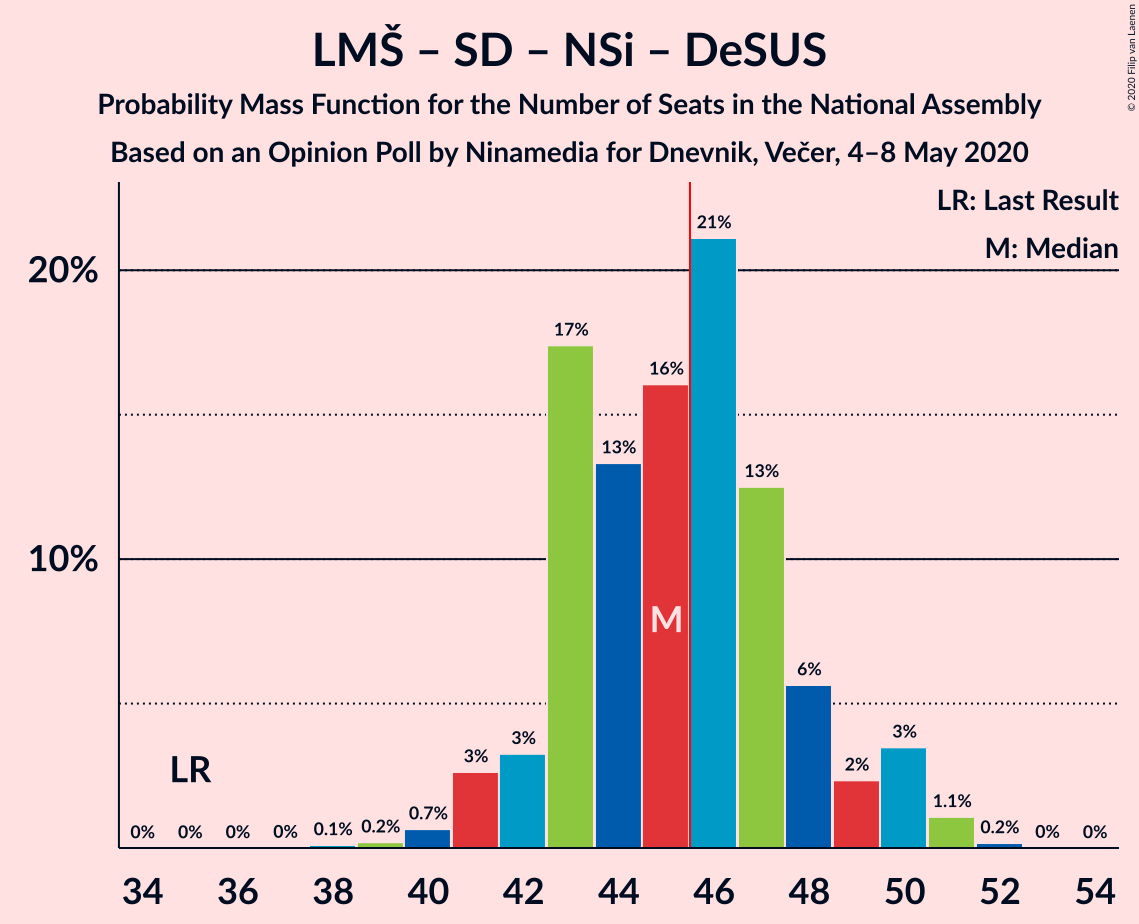 LMŠ – SD – NSi – DeSUS
Probability Mass Function for the Number of Seats in the National Assembly
Based on an Opinion Poll by Ninamedia for Dnevnik, Večer, 4–8 May 2020
© 2020 Filip van Laenen
LR: Last Result
M: Median
20%
10%
LR
M
0%
0%
0%
0%
0.1%
0.2%
0.7%
3%
3%
17%
13%
16%
21%
13%
6%
2%
3%
1.1%
0.2%
0%
0%
34 36 38 40 42 44 46 48 50 52 54